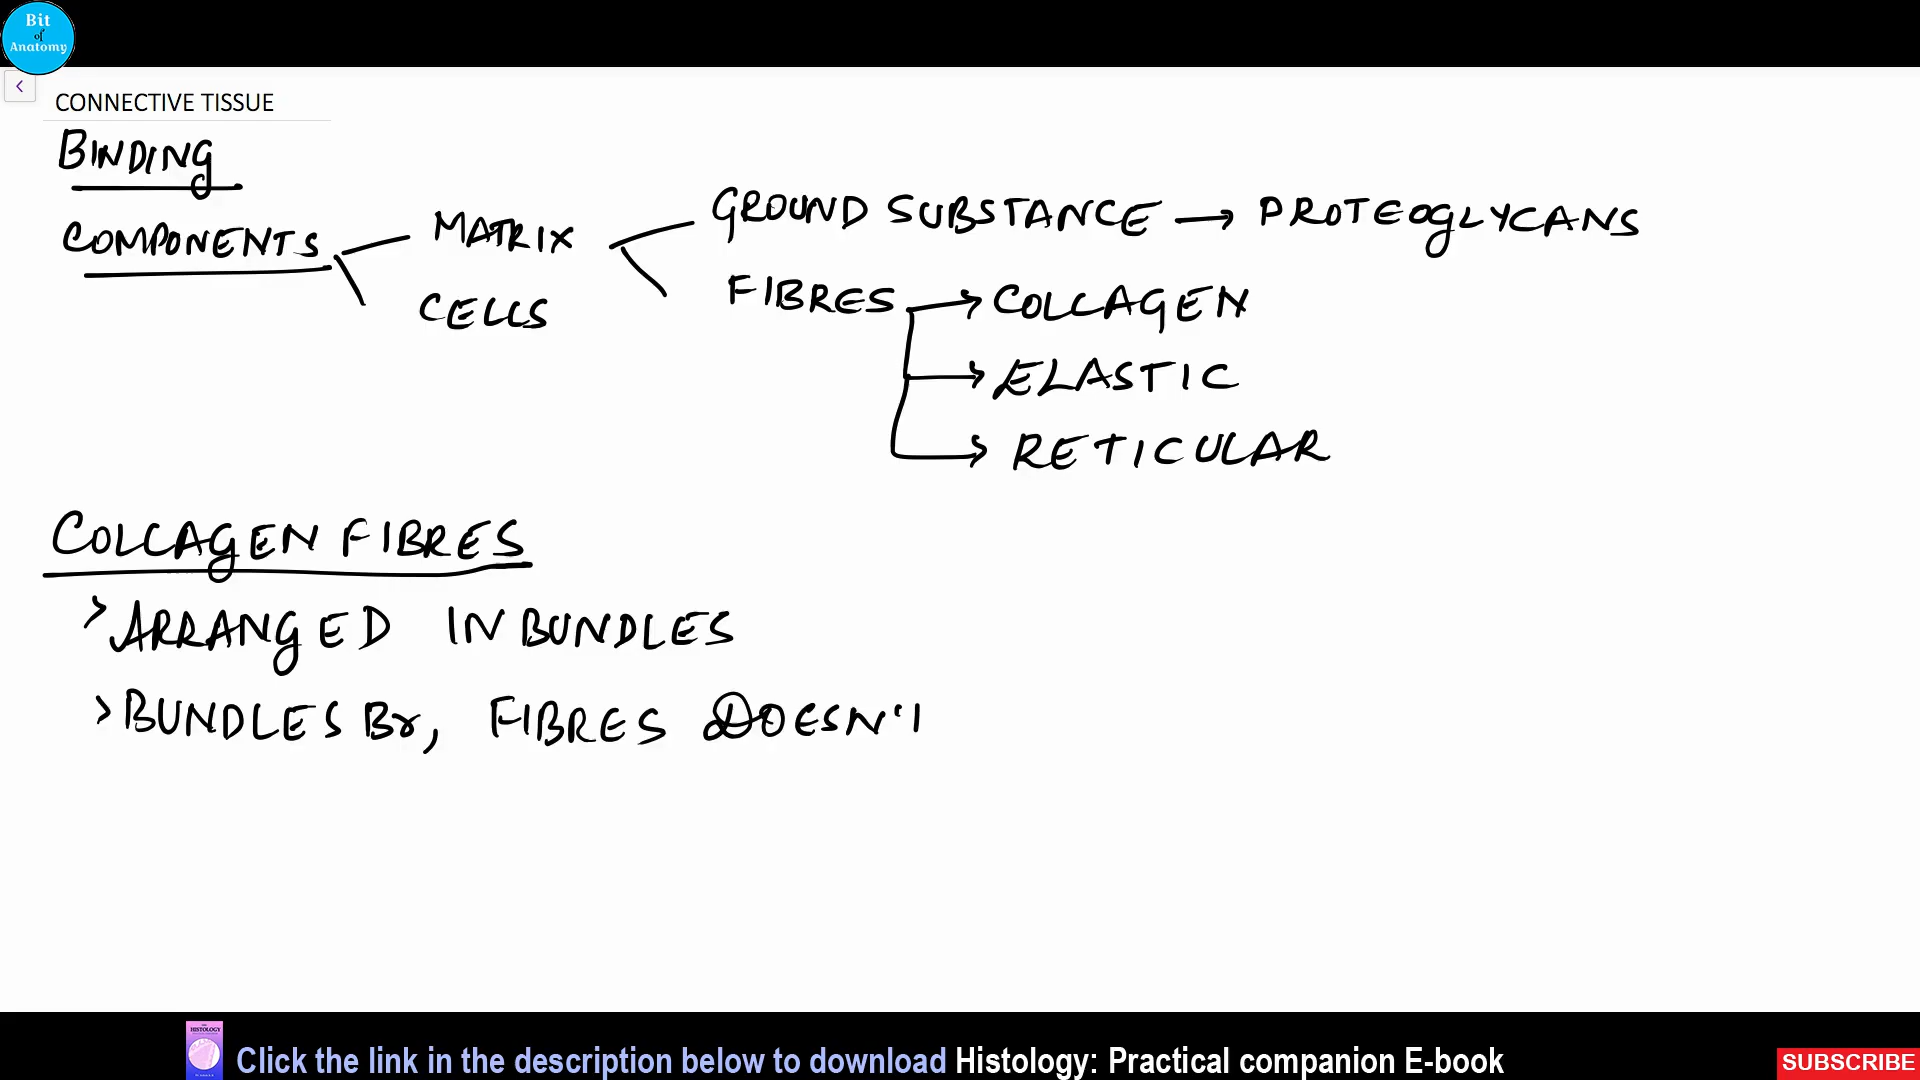 Bit
of
Anatomy
CONNECTIVE TISSUE
BINDING
COMPONENTS
MATRIX
CELLS
GROUND SUBSTANCE → PROTEOGLYCANS
FIBRES → COLLAGEN
→ ELASTIC
→ RETICULAR
COLLAGEN FIBRES
> ARRANGED IN BUNDLES
> BUNDLES Br, FIBRES DOESN'T
HISTOLOGY
Click the link in the description below to download Histology: Practical companion E-book
SUBSCRIBE